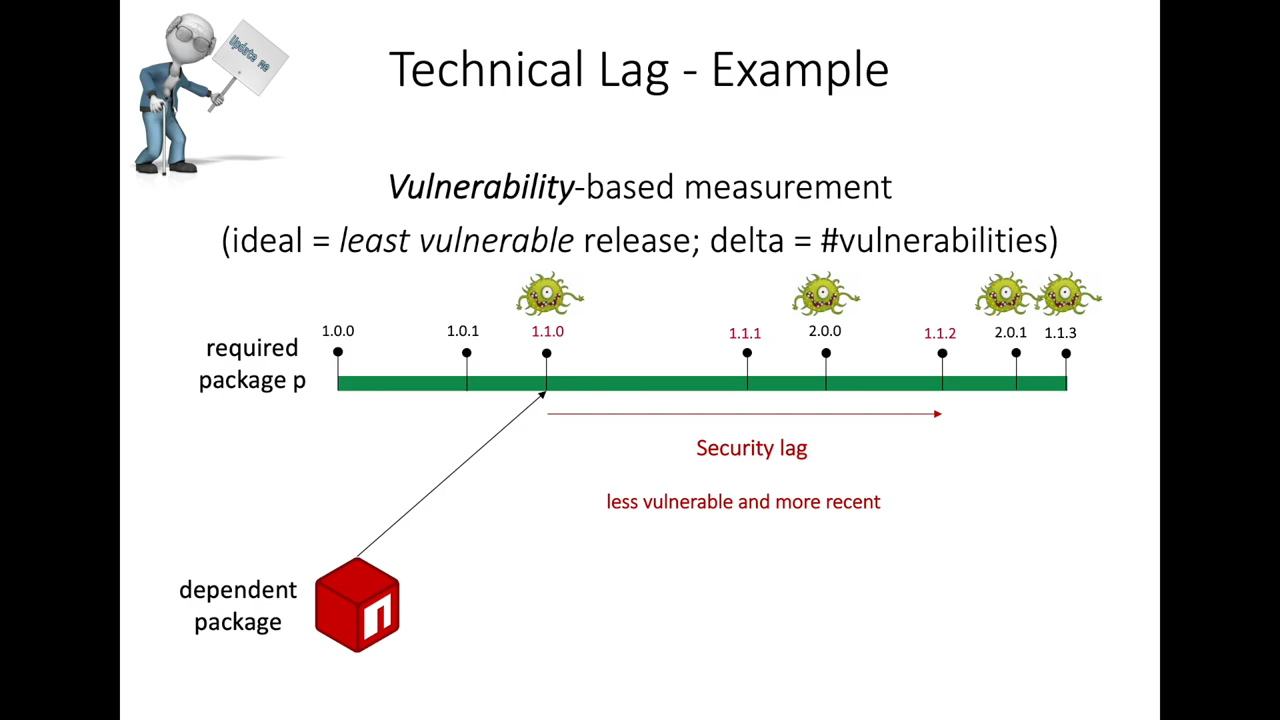 Update me
Technical Lag - Example
Vulnerability-based measurement
(ideal = least vulnerable release; delta = #vulnerabilities)
1.0.0 1.0.1 1.1.0 1.1.1 2.0.0 1.1.2 2.0.1 1.1.3
required
package p
Security lag
less vulnerable and more recent
dependent
package
n